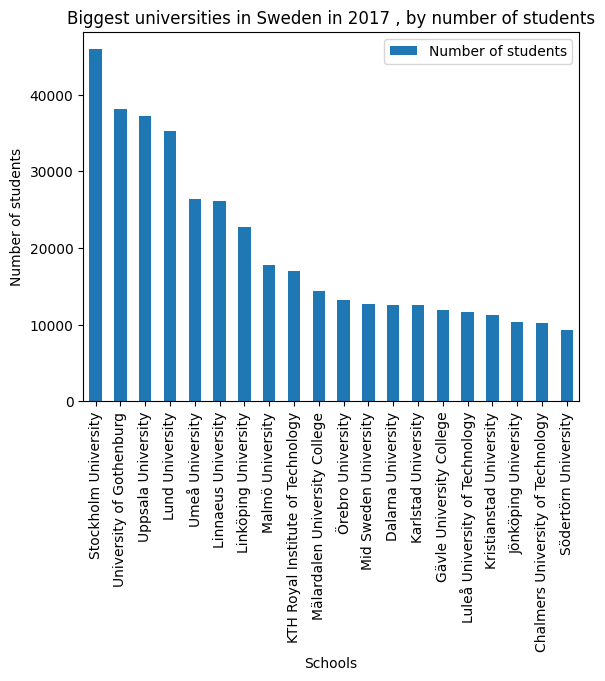 Biggest universities in Sweden in 2017 , by number of students
Number of students
Number of students
40000
30000
20000
10000
0
Stockholm University
University of Gothenburg
Uppsala University
Lund University
Umeå University
Linnaeus University
Linköping University
Malmö University
KTH Royal Institute of Technology
Mälardalen University College
Örebro University
Mid Sweden University
Dalarna University
Karlstad University
Gävle University College
Luleå University of Technology
Kristianstad University
Jönköping University
Chalmers University of Technology
Södertörn University
Schools